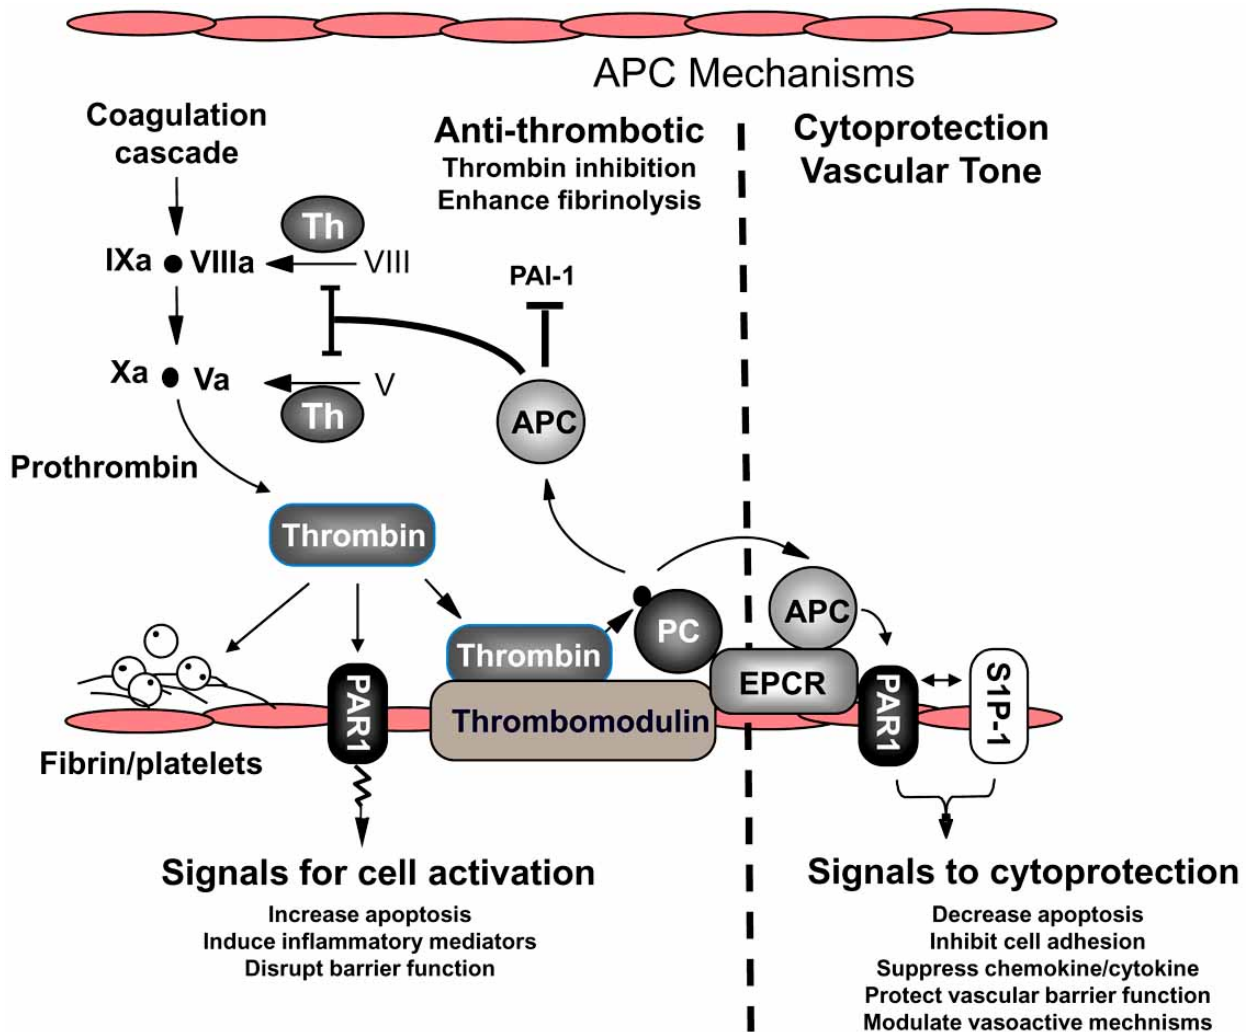 APC Mechanisms
Coagulation
cascade
Anti-thrombotic
Thrombin inhibition
Enhance fibrinolysis
Cytoprotection
Vascular Tone
Th
IXa VIIIa VIII
PAI-1
Xa Va V
Th
APC
Prothrombin
Thrombin
APC
PC
Thrombin
EPCR
PAR1
Thrombomodulin
PAR1
S1P-1
Fibrin/platelets
Signals for cell activation
Increase apoptosis
Induce inflammatory mediators
Disrupt barrier function
Signals to cytoprotection
Decrease apoptosis
Inhibit cell adhesion
Suppress chemokine/cytokine
Protect vascular barrier function
Modulate vasoactive mechnisms